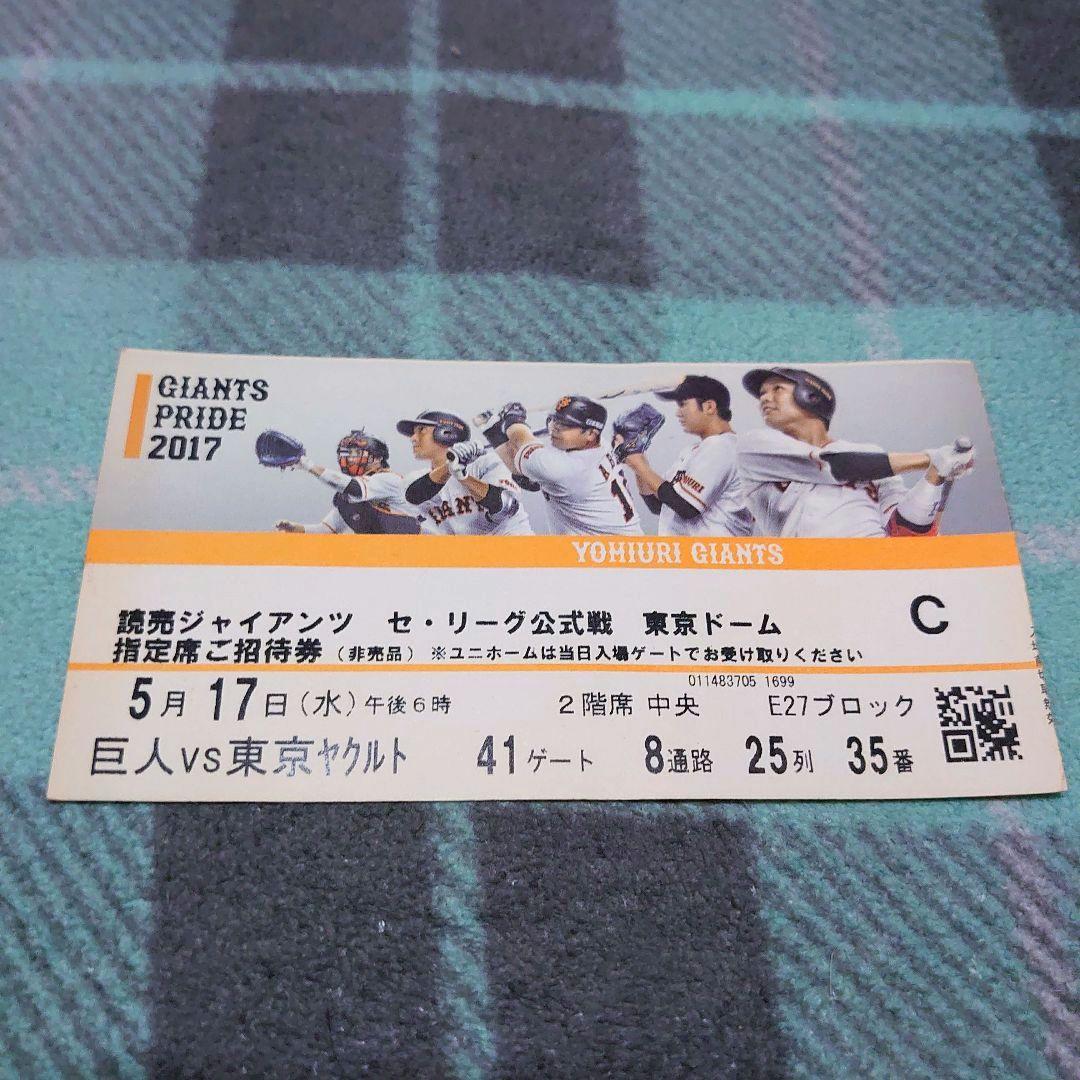 GIANTS
PRIDE
2017
YOMIURI GIANTS
読売ジャイアンツ セ・リーグ公式戦 東京ドーム C
指定席ご招待券（非売品）※ユニホームは当日入場ゲートでお受け取りください
011483705 1699
5月17日(水)午後6時 2階席 中央 E27ブロック
巨人vs東京ヤクルト 41ゲート 8通路 25列 35番